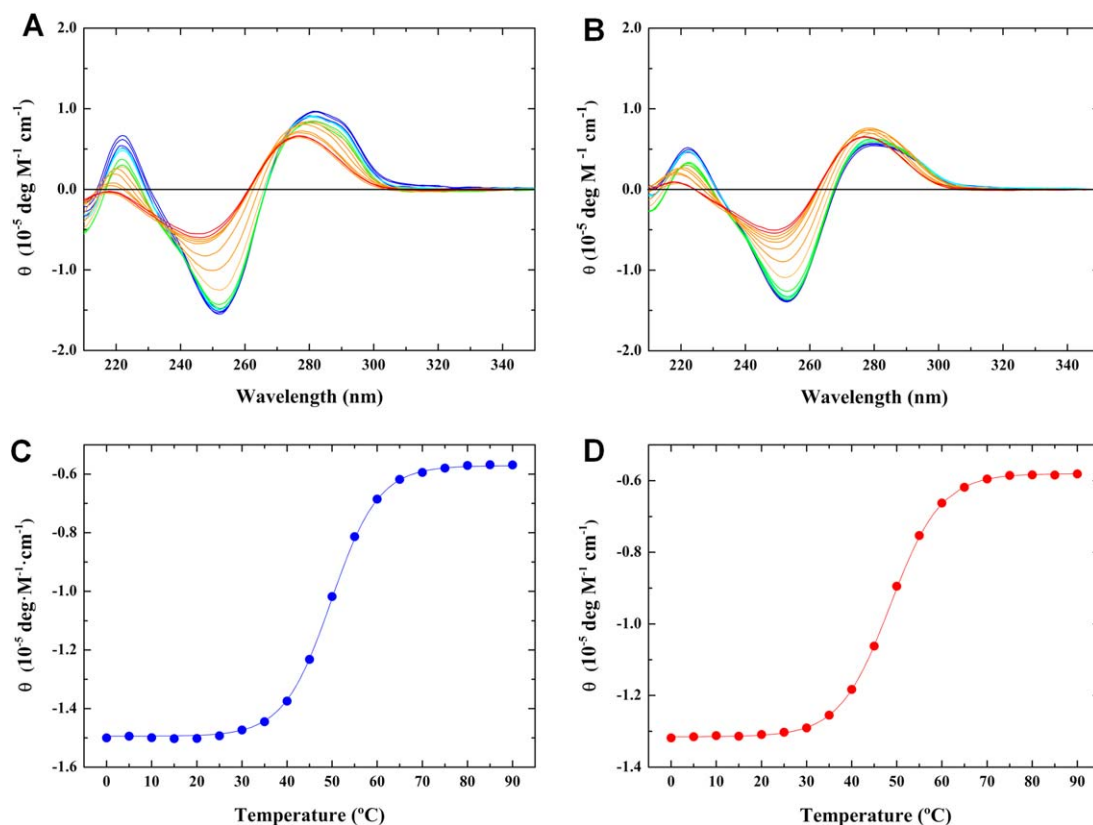 A
θ (10⁻⁵ deg M⁻¹ cm⁻¹)
2.0
1.0
0.0
-1.0
-2.0
220 240 260 280 300 320 340
Wavelength (nm)
B
θ (10⁻⁵ deg M⁻¹ cm⁻¹)
2.0
1.0
0.0
-1.0
-2.0
220 240 260 280 300 320 340
Wavelength (nm)
C
θ (10⁻⁵ deg·M⁻¹·cm⁻¹)
-0.6
-0.8
-1.0
-1.2
-1.4
-1.6
0 10 20 30 40 50 60 70 80 90
Temperature (ºC)
D
θ (10⁻⁵ deg M⁻¹ cm⁻¹)
-0.6
-0.8
-1.0
-1.2
-1.4
0 10 20 30 40 50 60 70 80 90
Temperature (ºC)